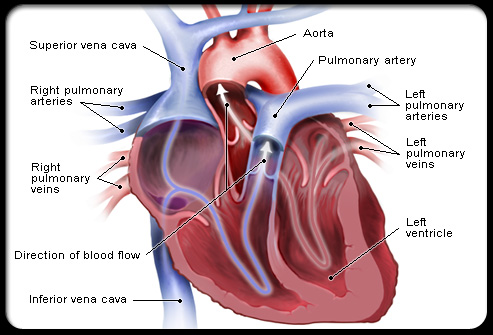 Superior vena cava
Aorta
Pulmonary artery
Right pulmonary
arteries
Left
pulmonary
arteries
Right
pulmonary
veins
Left
pulmonary
veins
Left
ventricle
Direction of blood flow
Inferior vena cava